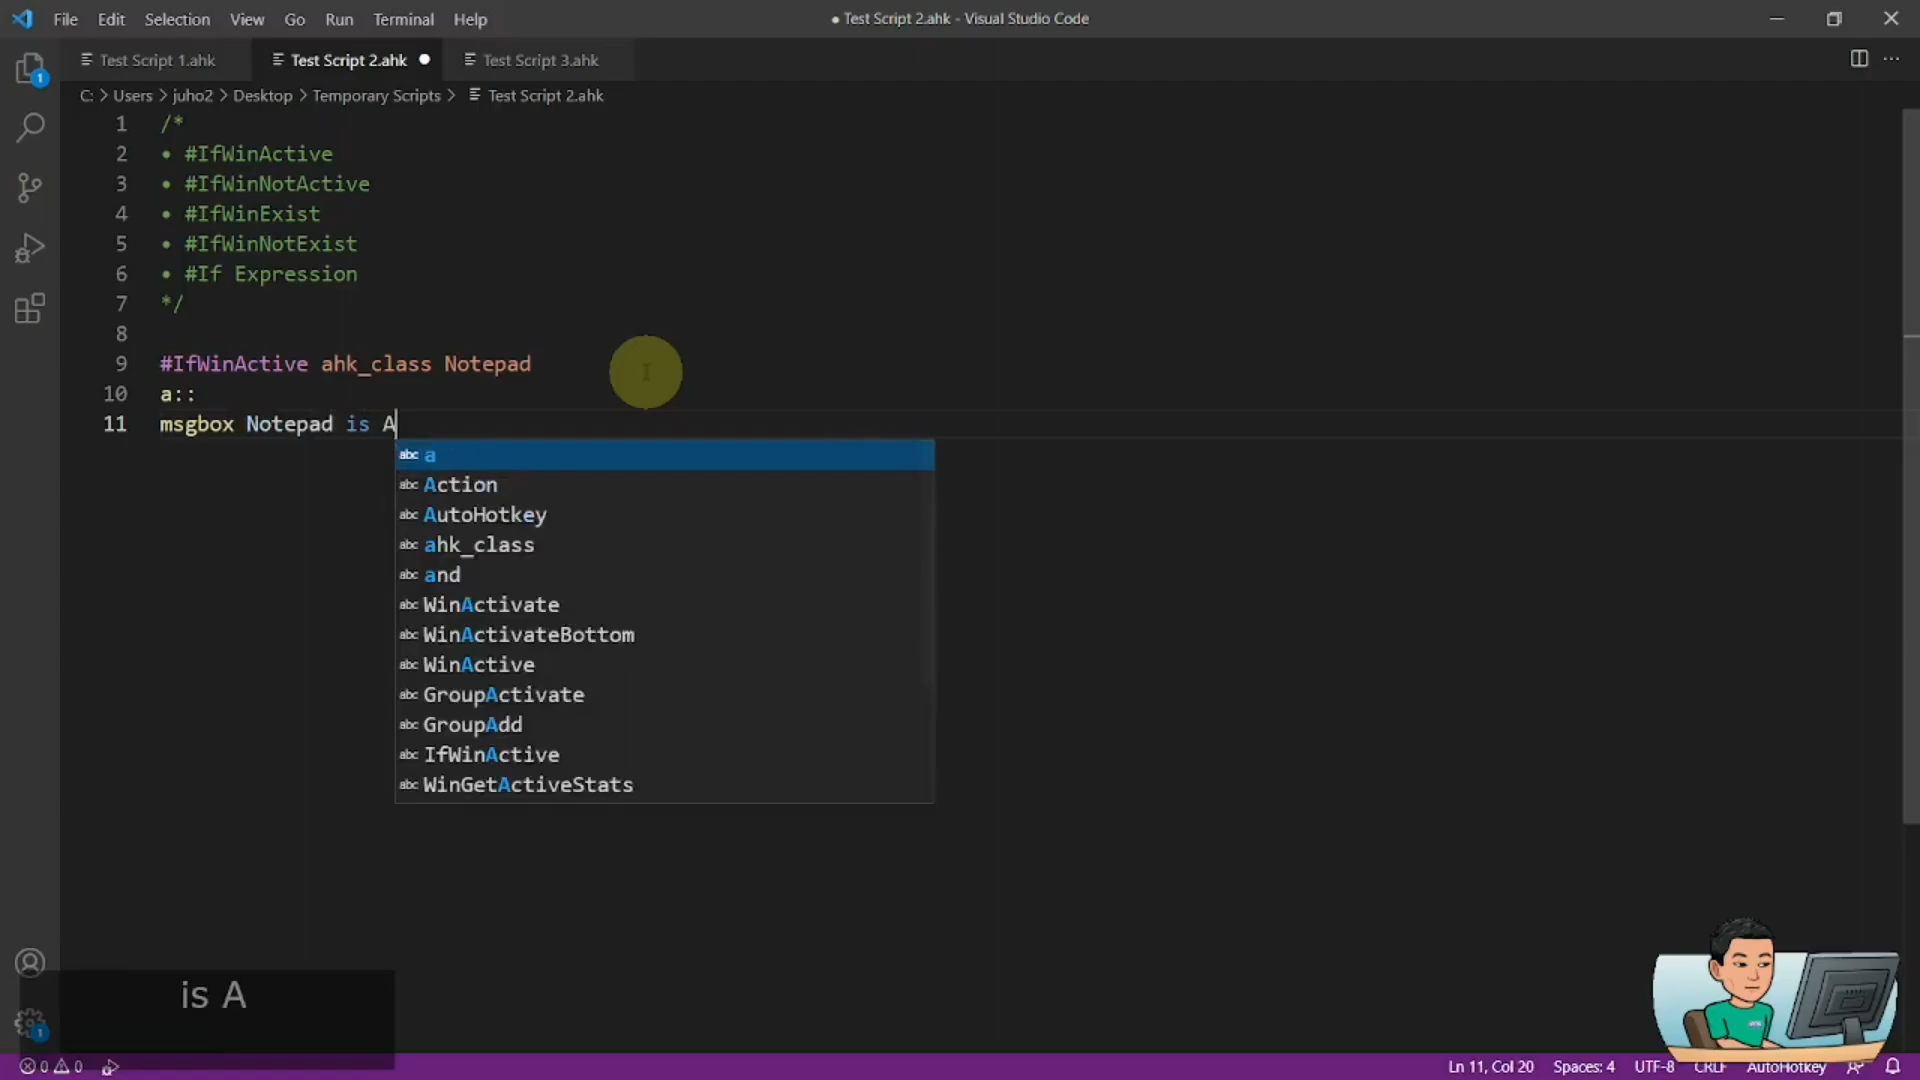 File Edit Selection View Go Run Terminal Help
● Test Script 2.ahk - Visual Studio Code
Test Script 1.ahk
Test Script 2.ahk
Test Script 3.ahk
C: > Users > juho2 > Desktop > Temporary Scripts > Test Script 2.ahk
1 /*
2 • #IfWinActive
3 • #IfWinNotActive
4 • #IfWinExist
5 • #IfWinNotExist
6 • #If Expression
7 */
8
9 #IfWinActive ahk_class Notepad
10 a::
11 msgbox Notepad is A
abc a
abc Action
abc AutoHotkey
abc ahk_class
abc and
abc WinActivate
abc WinActivateBottom
abc WinActive
abc GroupActivate
abc GroupAdd
abc IfWinActive
abc WinGetActiveStats
1
is A
1
0 0
Ln 11, Col 20 Spaces: 4 UTF-8 CRLF AutoHotkey